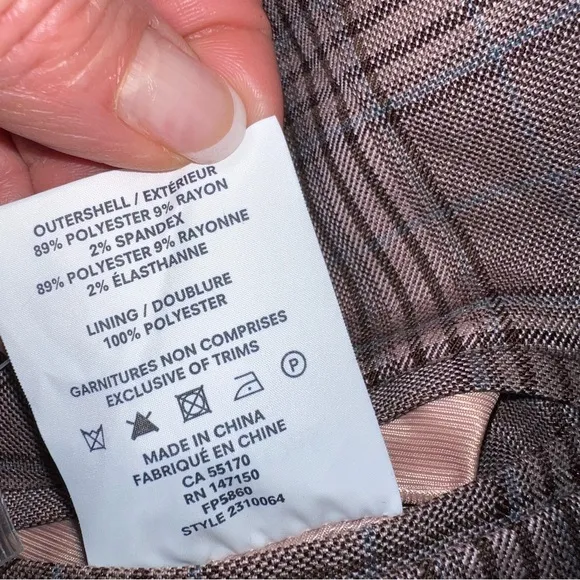 OUTERSHELL / EXTÉRIEUR
89% POLYESTER 9% RAYON
2% SPANDEX
89% POLYESTER 9% RAYONNE
2% ÉLASTHANNE
LINING / DOUBLURE
100% POLYESTER
GARNITURES NON COMPRISES
EXCLUSIVE OF TRIMS
P
MADE IN CHINA
FABRIQUÉ EN CHINE
CA 55170
RN 147150
FP5860
STYLE 2310064